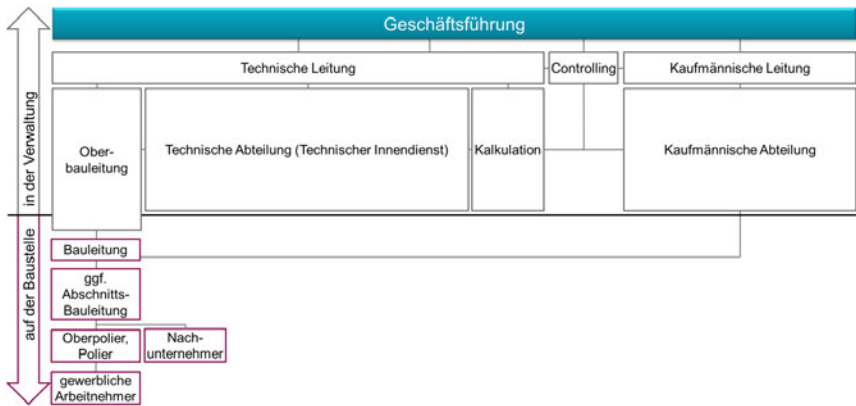 Geschäftsführung
Technische Leitung
Controlling
Kaufmännische Leitung
Ober-
bauleitung
Technische Abteilung (Technischer Innendienst)
Kalkulation
Kaufmännische Abteilung
in der Verwaltung
auf der Baustelle
Bauleitung
ggf.
Abschnitts-
Bauleitung
Oberpolier,
Polier
Nach-
unternehmer
gewerbliche
Arbeitnehmer